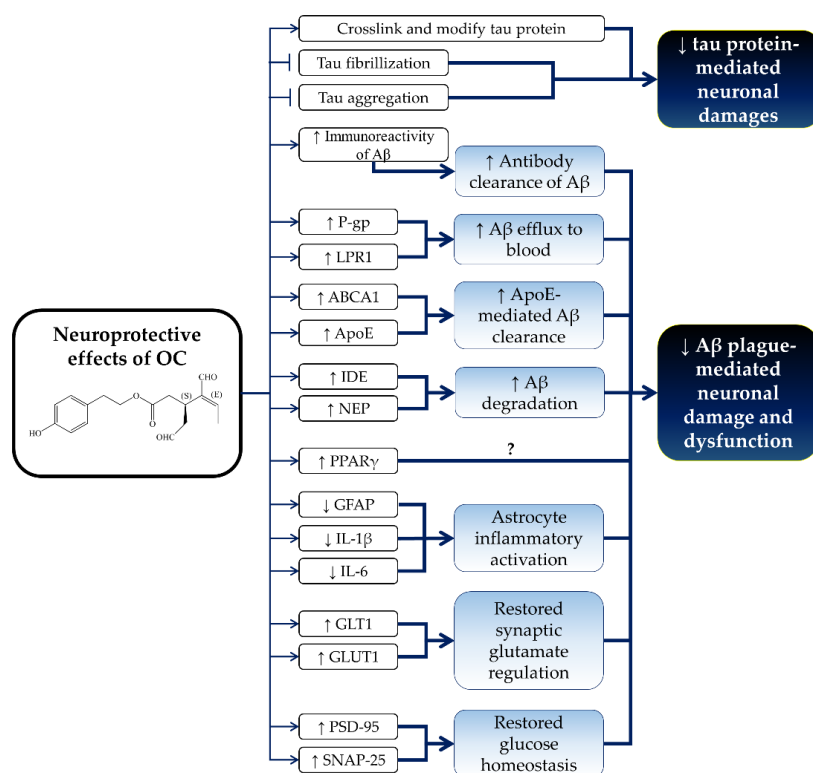 Crosslink and modify tau protein
Tau fibrillization
Tau aggregation
↓ tau protein-
mediated
neuronal
damages
↑ Immunoreactivity
of Aβ
↑ Antibody
clearance of Aβ
↑ P-gp
↑ LPR1
↑ Aβ efflux to
blood
↑ ABCA1
↑ ApoE
↑ ApoE-
mediated Aβ
clearance
Neuroprotective
effects of OC
CHO
(S)
(E)
O
O
CHO
HO
↑ IDE
↑ NEP
↑ Aβ
degradation
↓ Aβ plague-
mediated
neuronal
damage and
dysfunction
↑ PPARγ
?
↓ GFAP
↓ IL-1β
↓ IL-6
Astrocyte
inflammatory
activation
↑ GLT1
↑ GLUT1
Restored
synaptic
glutamate
regulation
↑ PSD-95
↑ SNAP-25
Restored
glucose
homeostasis